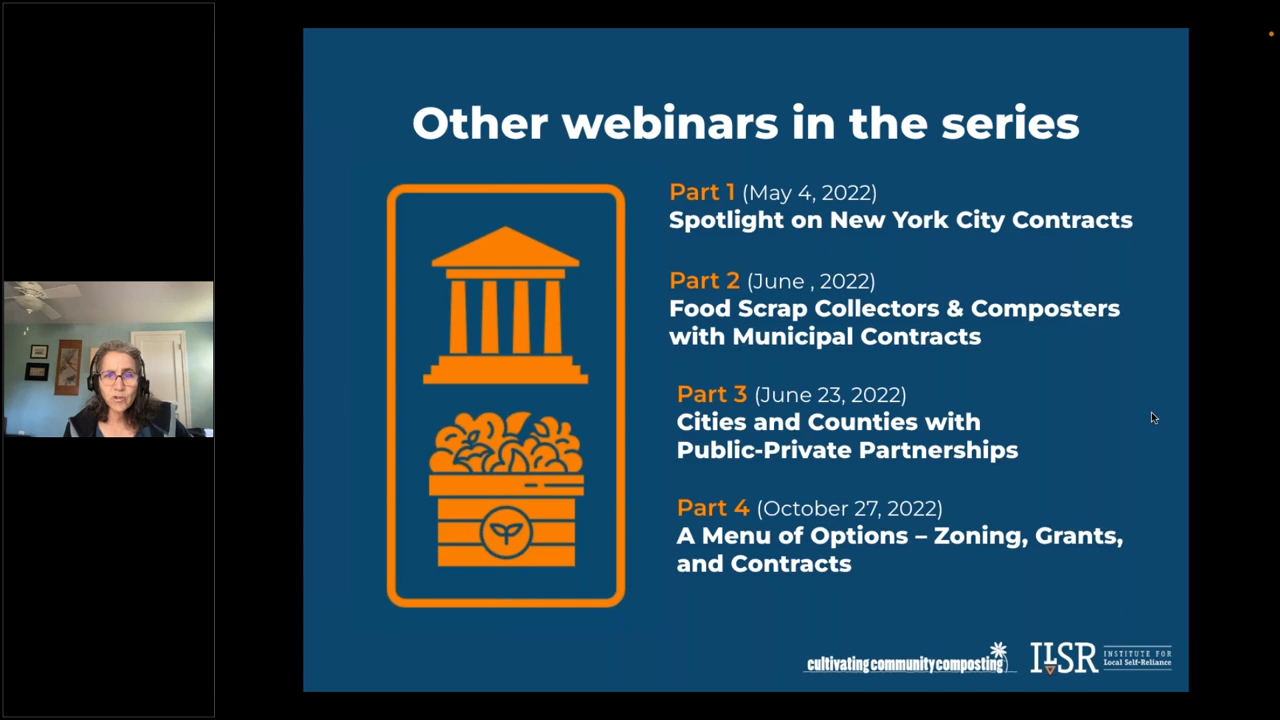 Other webinars in the series
Part 1 (May 4, 2022)
Spotlight on New York City Contracts
Part 2 (June , 2022)
Food Scrap Collectors & Composters
with Municipal Contracts
Part 3 (June 23, 2022)
Cities and Counties with
Public-Private Partnerships
Part 4 (October 27, 2022)
A Menu of Options – Zoning, Grants,
and Contracts
cultivating community composting
ILSR
INSTITUTE FOR
Local Self-Reliance